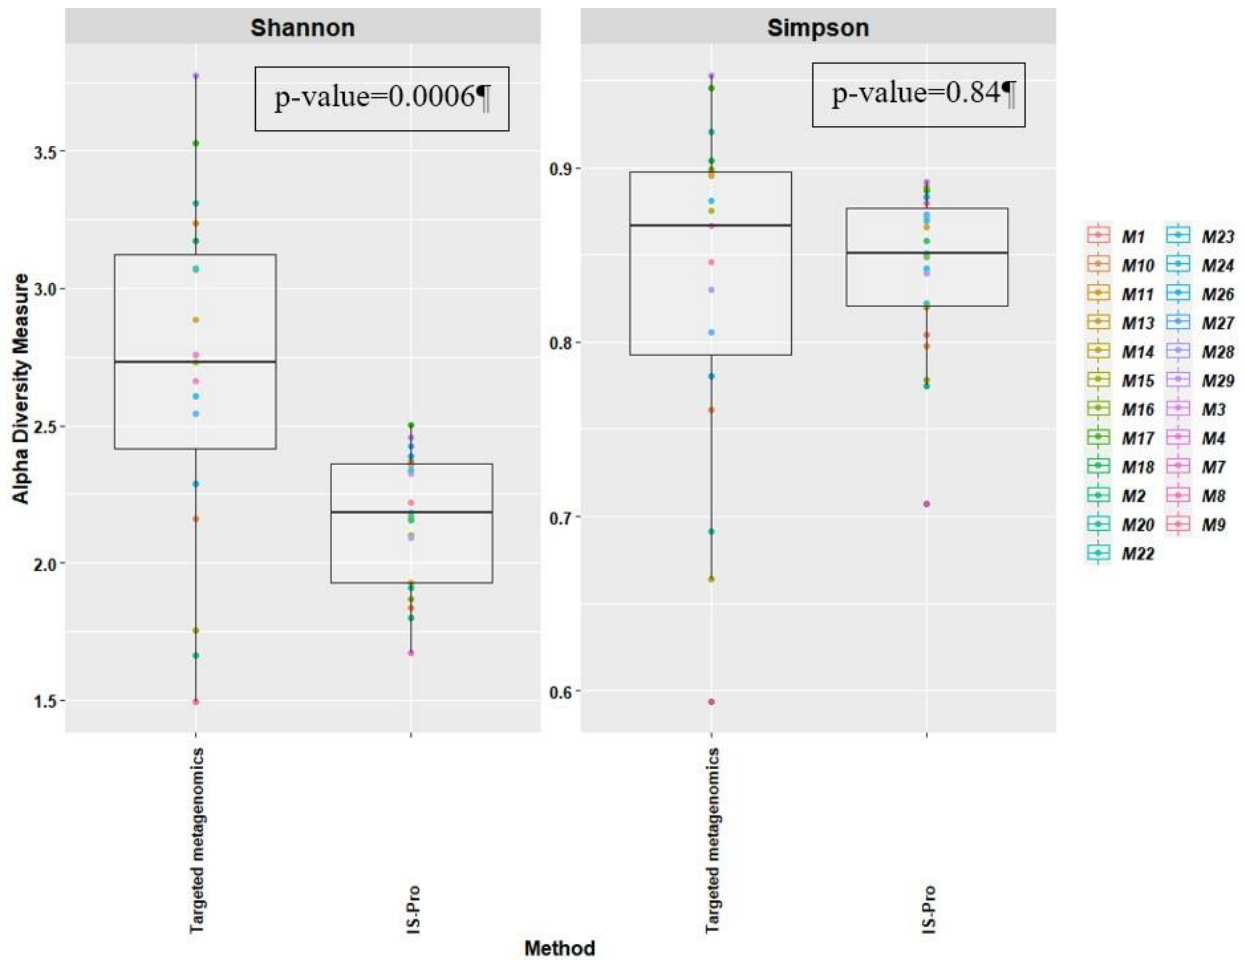 Shannon
Simpson
p-value=0.0006¶
p-value=0.84¶
Alpha Diversity Measure
3.5
3.0
2.5
2.0
1.5
0.9
0.8
0.7
0.6
Targeted metagenomics
IS-Pro
Targeted metagenomics
IS-Pro
Method
M1
M10
M11
M13
M14
M15
M16
M17
M18
M2
M20
M22
M23
M24
M26
M27
M28
M29
M3
M4
M7
M8
M9